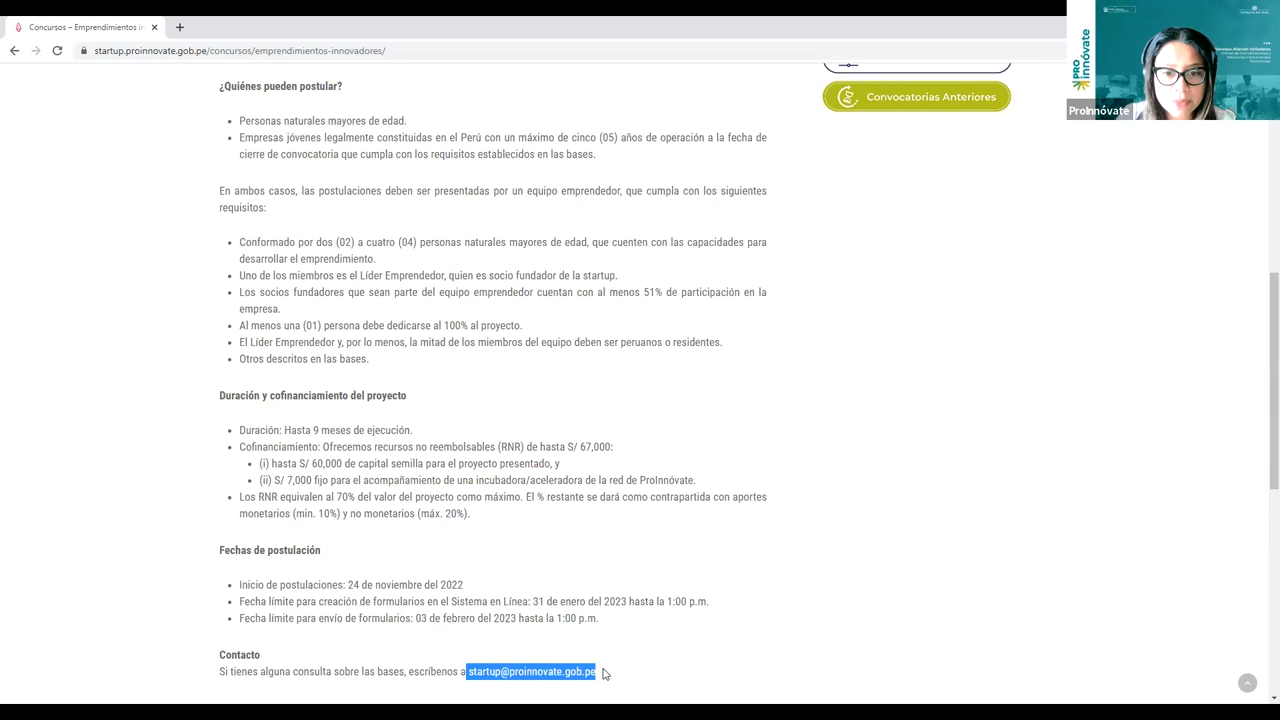 Concursos – Emprendimientos in
startup.proinnovate.gob.pe/concursos/emprendimientos-innovadores/
¿Quiénes pueden postular?
Convocatorias Anteriores
• Personas naturales mayores de edad.
• Empresas jóvenes legalmente constituidas en el Perú con un máximo de cinco (05) años de operación a la fecha de
cierre de convocatoria que cumpla con los requisitos establecidos en las bases.
En ambos casos, las postulaciones deben ser presentadas por un equipo emprendedor, que cumpla con los siguientes
requisitos:
• Conformado por dos (02) a cuatro (04) personas naturales mayores de edad, que cuenten con las capacidades para
desarrollar el emprendimiento.
• Uno de los miembros es el Líder Emprendedor, quien es socio fundador de la startup.
• Los socios fundadores que sean parte del equipo emprendedor cuentan con al menos 51% de participación en la
empresa.
• Al menos una (01) persona debe dedicarse al 100% al proyecto.
• El Líder Emprendedor y, por lo menos, la mitad de los miembros del equipo deben ser peruanos o residentes.
• Otros descritos en las bases.
Duración y cofinanciamiento del proyecto
• Duración: Hasta 9 meses de ejecución.
• Cofinanciamiento: Ofrecemos recursos no reembolsables (RNR) de hasta S/ 67,000:
• (i) hasta S/ 60,000 de capital semilla para el proyecto presentado, y
• (ii) S/ 7,000 fijo para el acompañamiento de una incubadora/aceleradora de la red de ProInnóvate.
• Los RNR equivalen al 70% del valor del proyecto como máximo. El % restante se dará como contrapartida con aportes
monetarios (min. 10%) y no monetarios (máx. 20%).
Fechas de postulación
• Inicio de postulaciones: 24 de noviembre del 2022
• Fecha límite para creación de formularios en el Sistema en Línea: 31 de enero del 2023 hasta la 1:00 p.m.
• Fecha límite para envío de formularios: 03 de febrero del 2023 hasta la 1:00 p.m.
Contacto
Si tienes alguna consulta sobre las bases, escríbenos a startup@proinnovate.gob.pe
PRO
innóvate
ProInnóvate